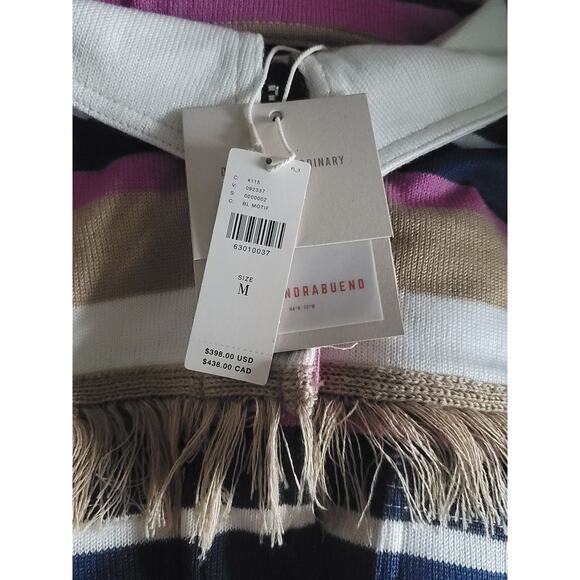 C: 4115
V: 092337
S: 0000002
C: BL MOTIF
63010037
SIZE
M
$398.00 USD
$438.00 CAD
DINARY
NDRABUENO